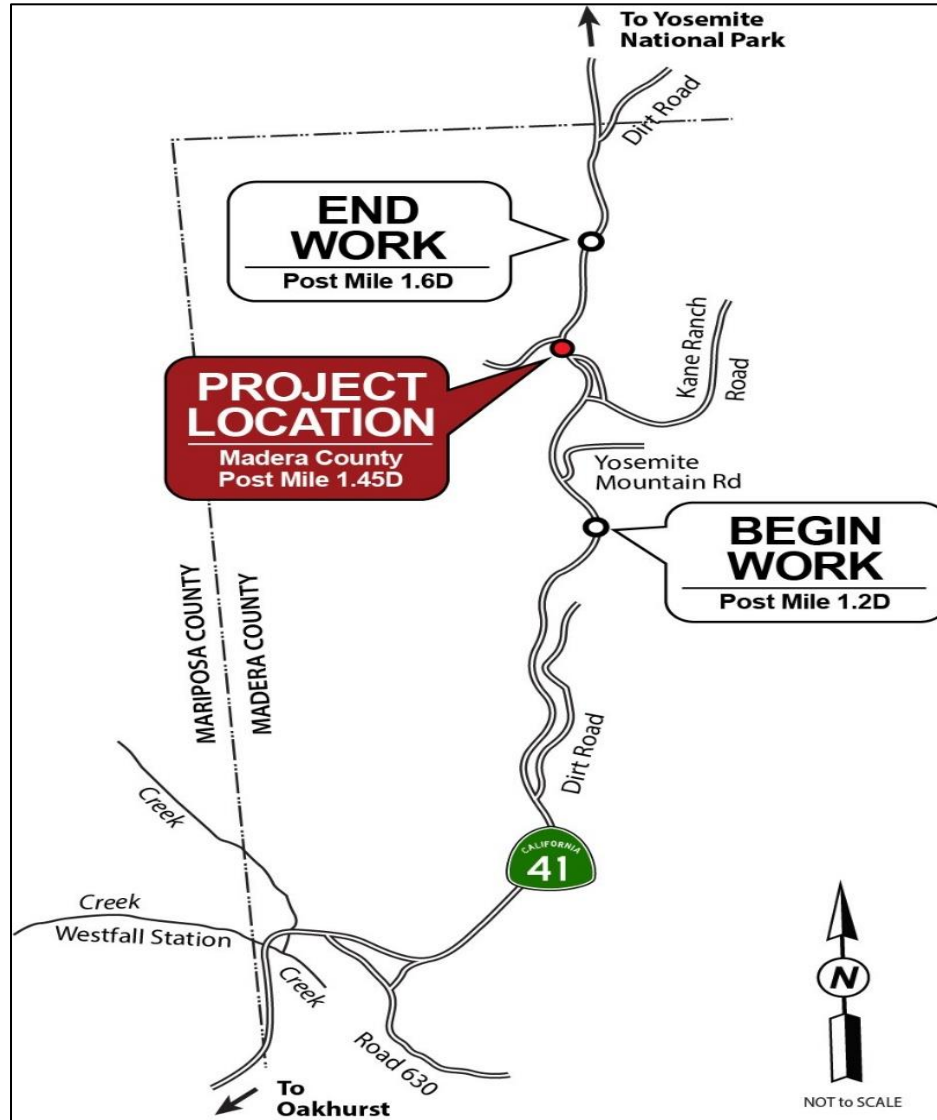 To Yosemite
National Park
Dirt Road
END
WORK
Post Mile 1.6D
Kane Ranch
Road
PROJECT
LOCATION
Madera County
Post Mile 1.45D
Yosemite
Mountain Rd
BEGIN
WORK
Post Mile 1.2D
MARIPOSA COUNTY
MADERA COUNTY
Dirt Road
CALIFORNIA
41
Creek
Creek
Westfall Station
Creek
Road 630
To
Oakhurst
N
NOT to SCALE